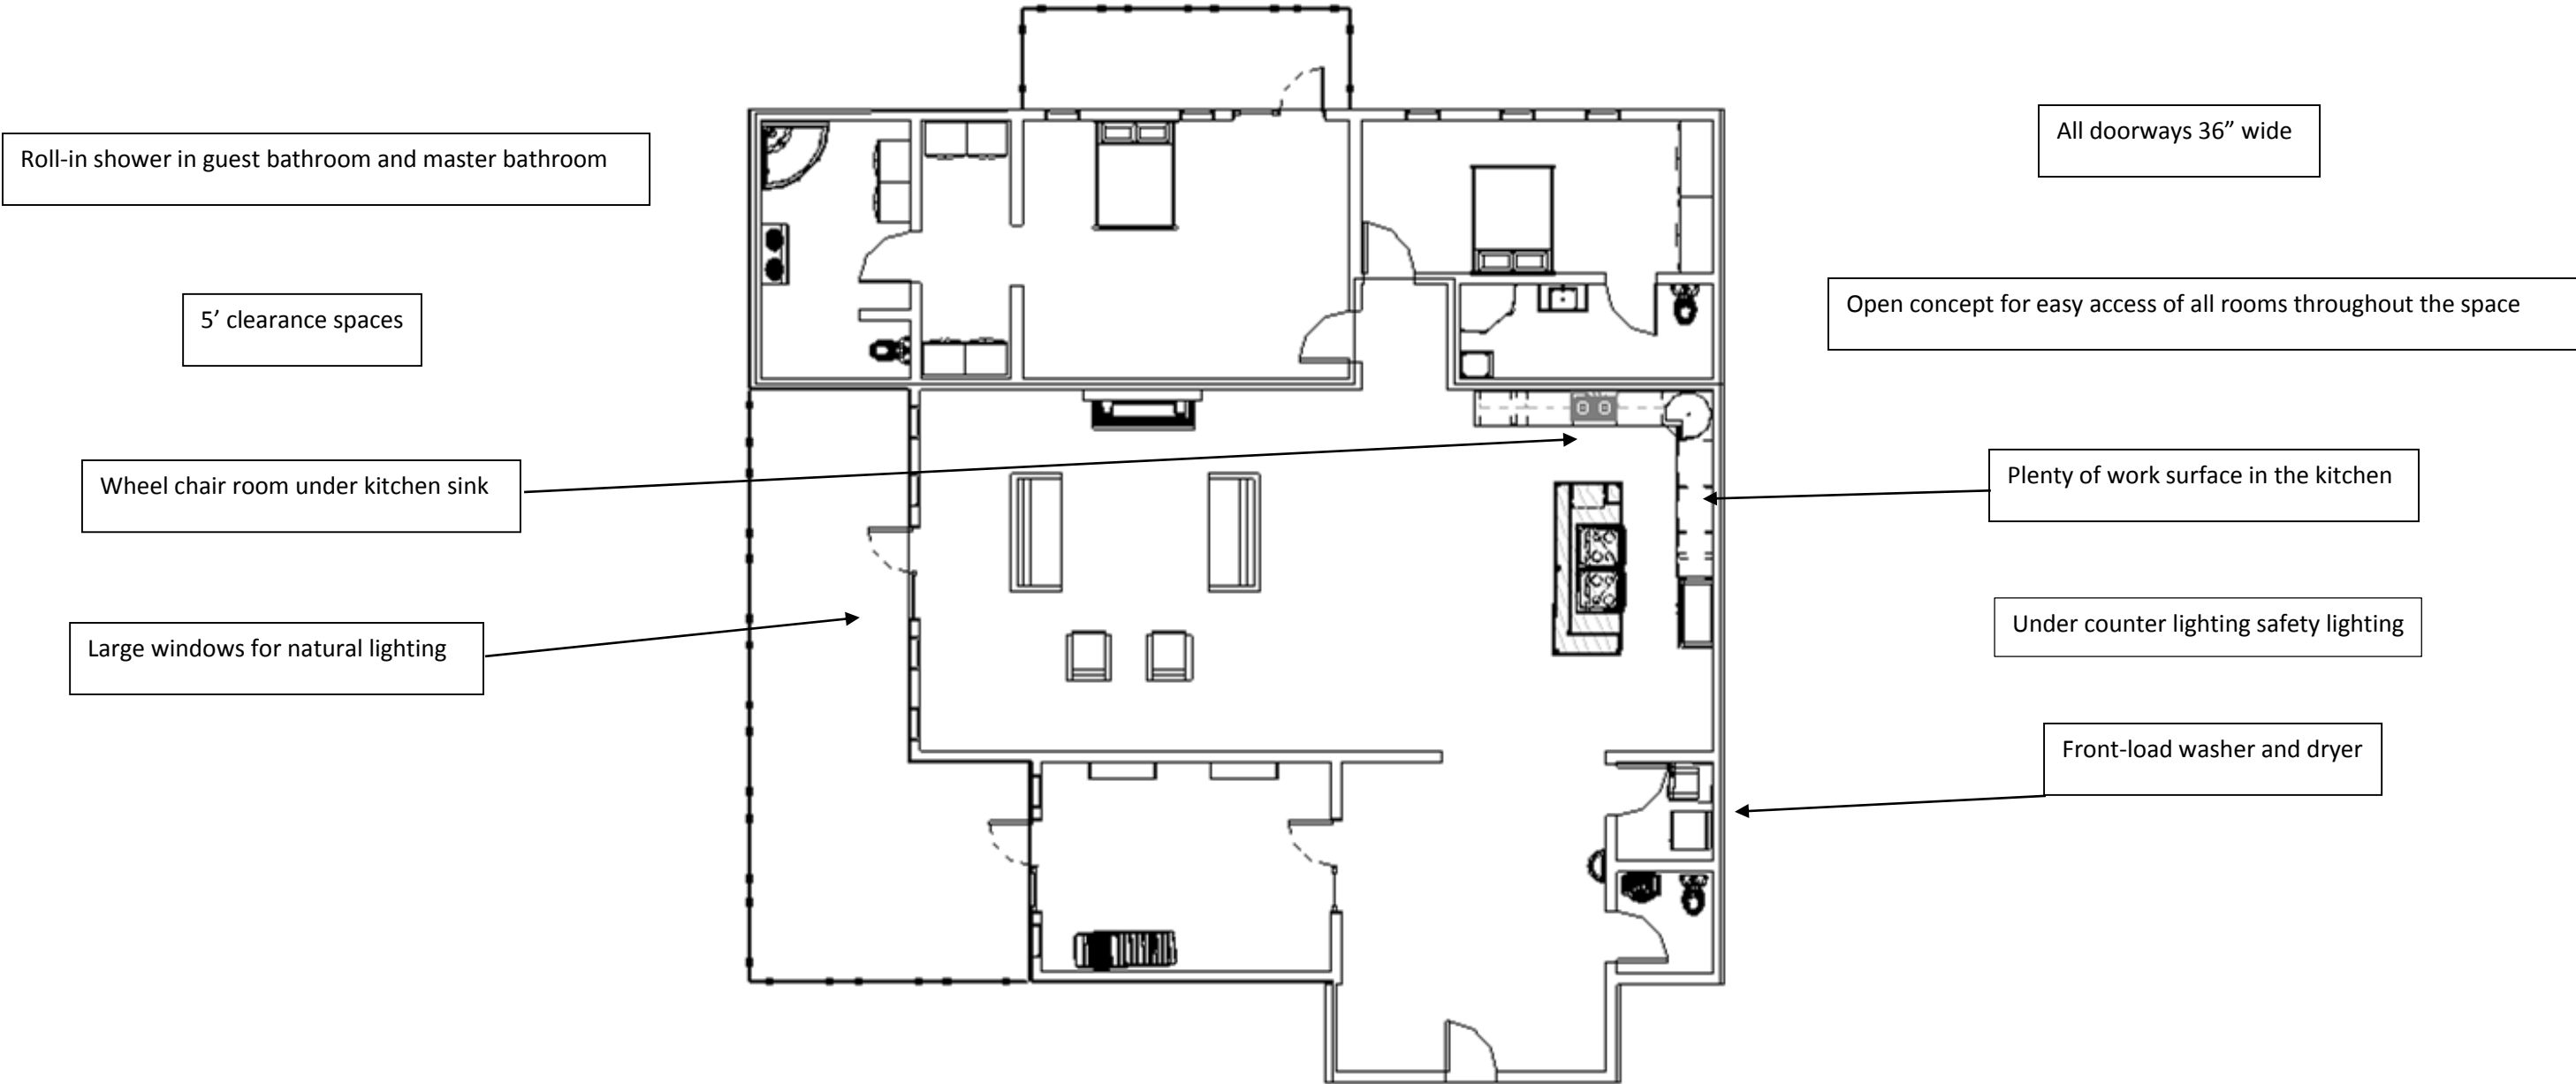 Roll-in shower in guest bathroom and master bathroom
All doorways 36” wide
5’ clearance spaces
Open concept for easy access of all rooms throughout the space
Wheel chair room under kitchen sink
Plenty of work surface in the kitchen
Large windows for natural lighting
Under counter lighting safety lighting
Front-load washer and dryer